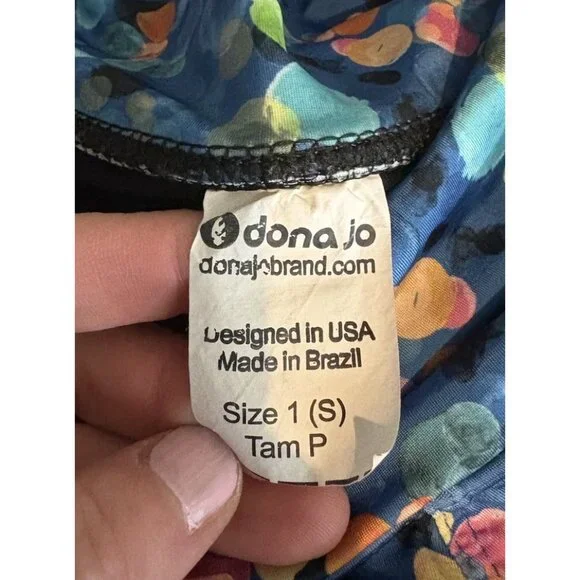 dona jo
donajobrand.com
Designed in USA
Made in Brazil
Size 1 (S)
Tam P